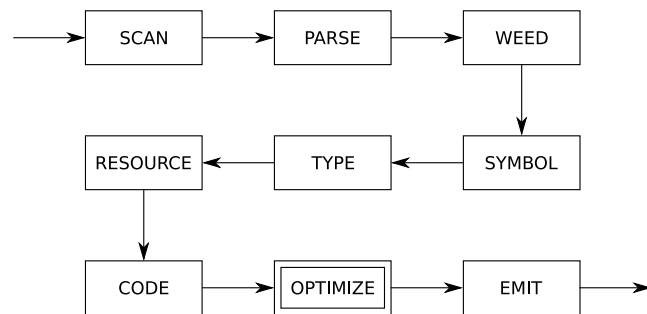 SCAN
PARSE
WEED
RESOURCE
TYPE
SYMBOL
CODE
OPTIMIZE
EMIT